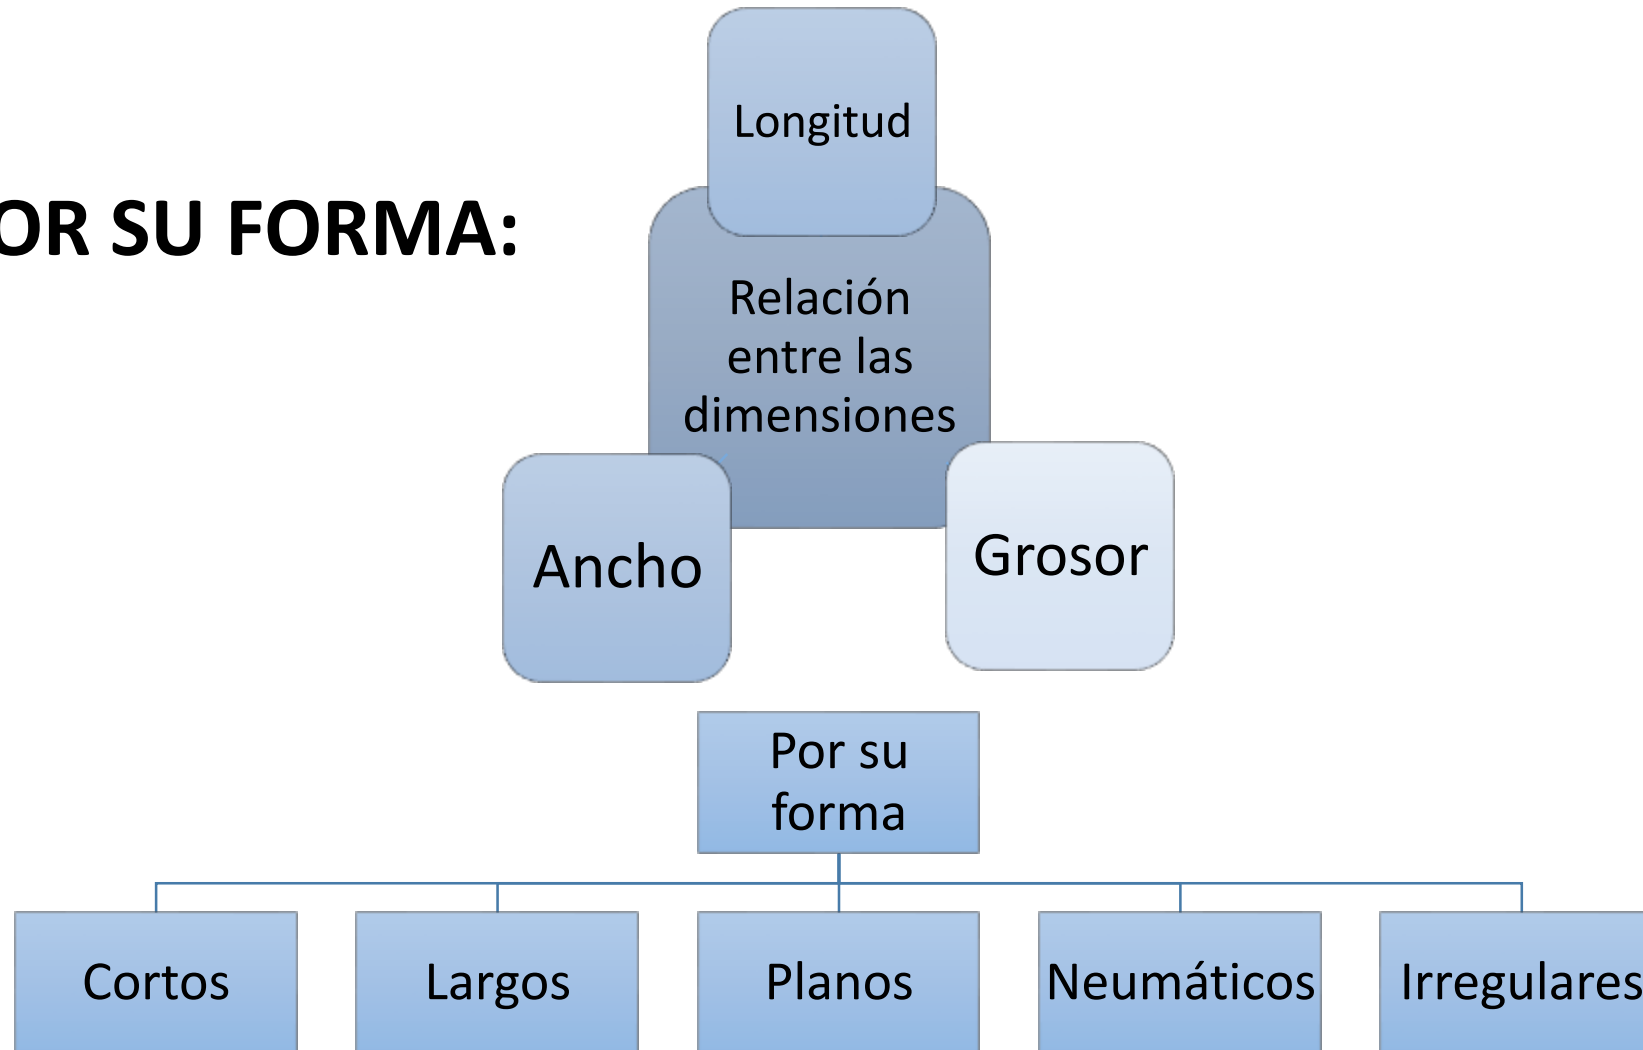 Longitud
OR SU FORMA:
Relación
entre las
dimensiones
Ancho
Grosor
Por su
forma
Cortos
Largos
Planos
Neumáticos
Irregulares